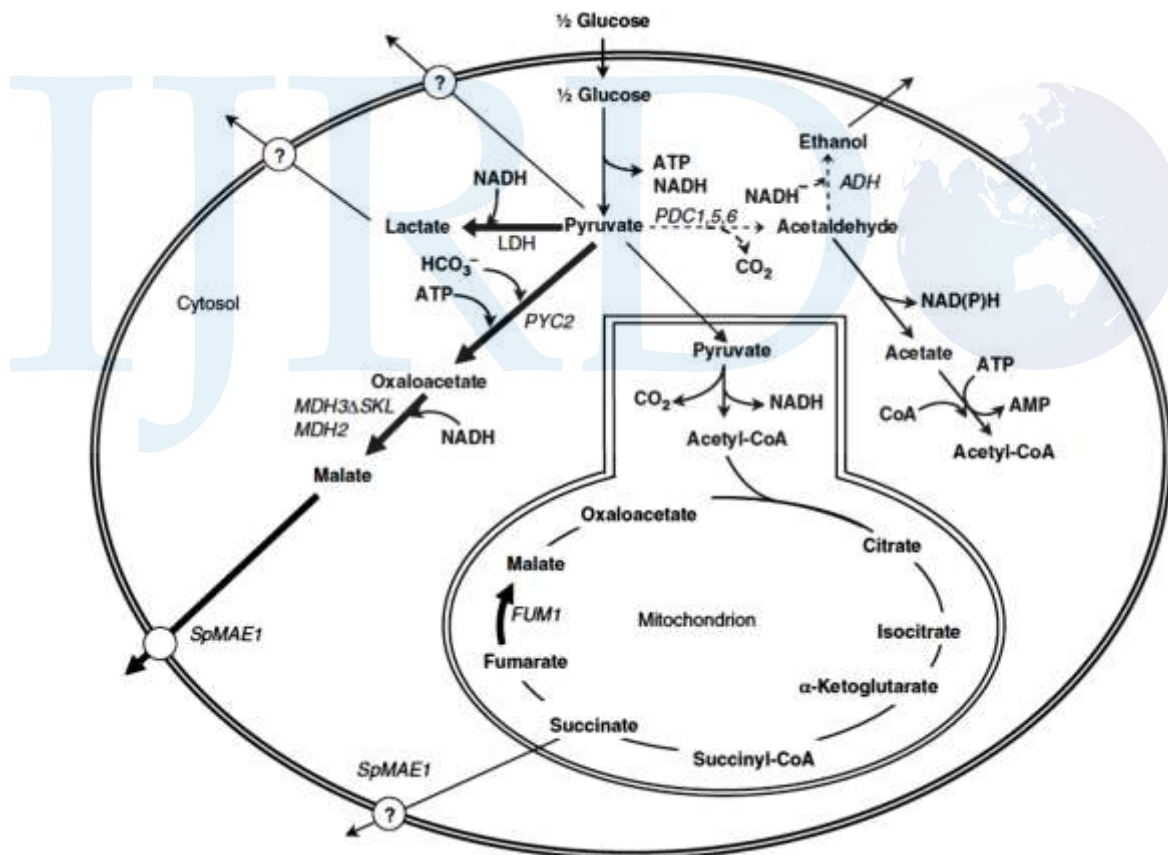 IJRD
½ Glucose
½ Glucose
?
?
ATP
NADH
Ethanol
NADH
ADH
NADH
PDC1,5,6
Lactate
LDH
Pyruvate
Acetaldehyde
CO2
HCO3−
ATP
PYC2
Cytosol
NAD(P)H
Pyruvate
Acetate
ATP
Oxaloacetate
CO2
NADH
CoA
AMP
MDH3ΔSKL
MDH2
NADH
Acetyl-CoA
Acetyl-CoA
Malate
Oxaloacetate
Citrate
Malate
FUM1
Mitochondrion
Isocitrate
SpMAE1
Fumarate
α-Ketoglutarate
Succinate
Succinyl-CoA
SpMAE1
?